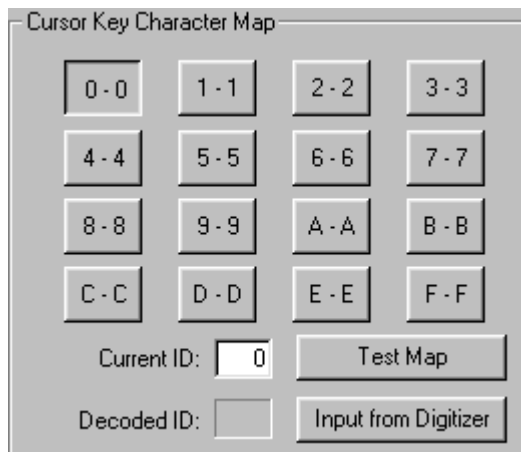 Cursor Key Character Map
0 - 0 1 - 1 2 - 2 3 - 3
4 - 4 5 - 5 6 - 6 7 - 7
8 - 8 9 - 9 A - A B - B
C - C D - D E - E F - F
Current ID: 0 Test Map
Decoded ID: Input from Digitizer